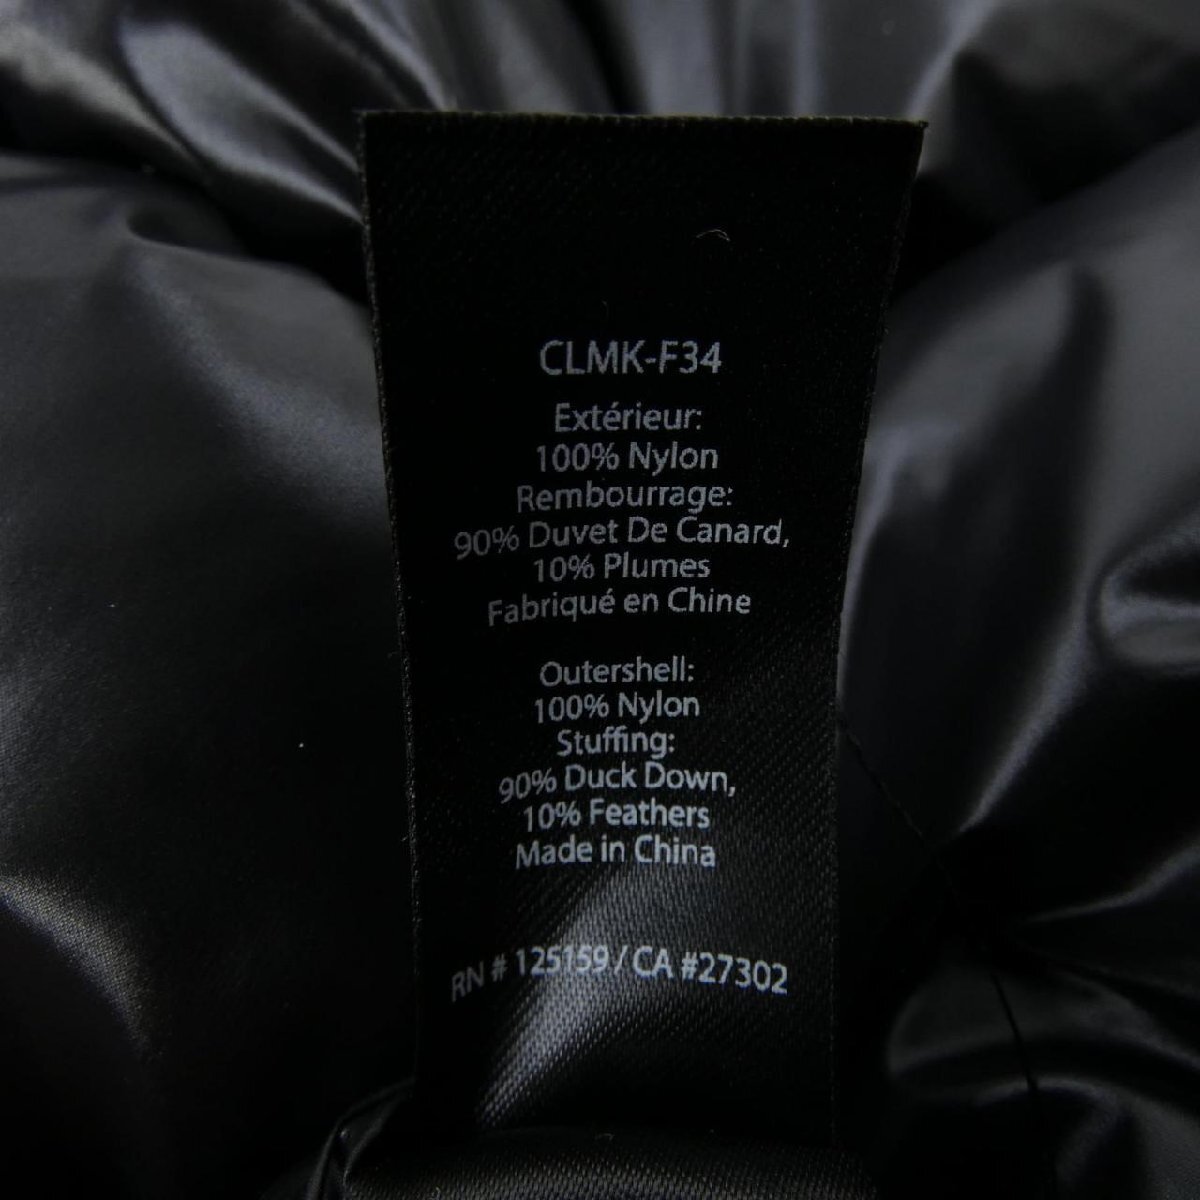 CLMK-F34
Extérieur:
100% Nylon
Rembourrage:
90% Duvet De Canard,
10% Plumes
Fabriqué en Chine
Outershell:
100% Nylon
Stuffing:
90% Duck Down,
10% Feathers
Made in China
RN # 125159 / CA #27302